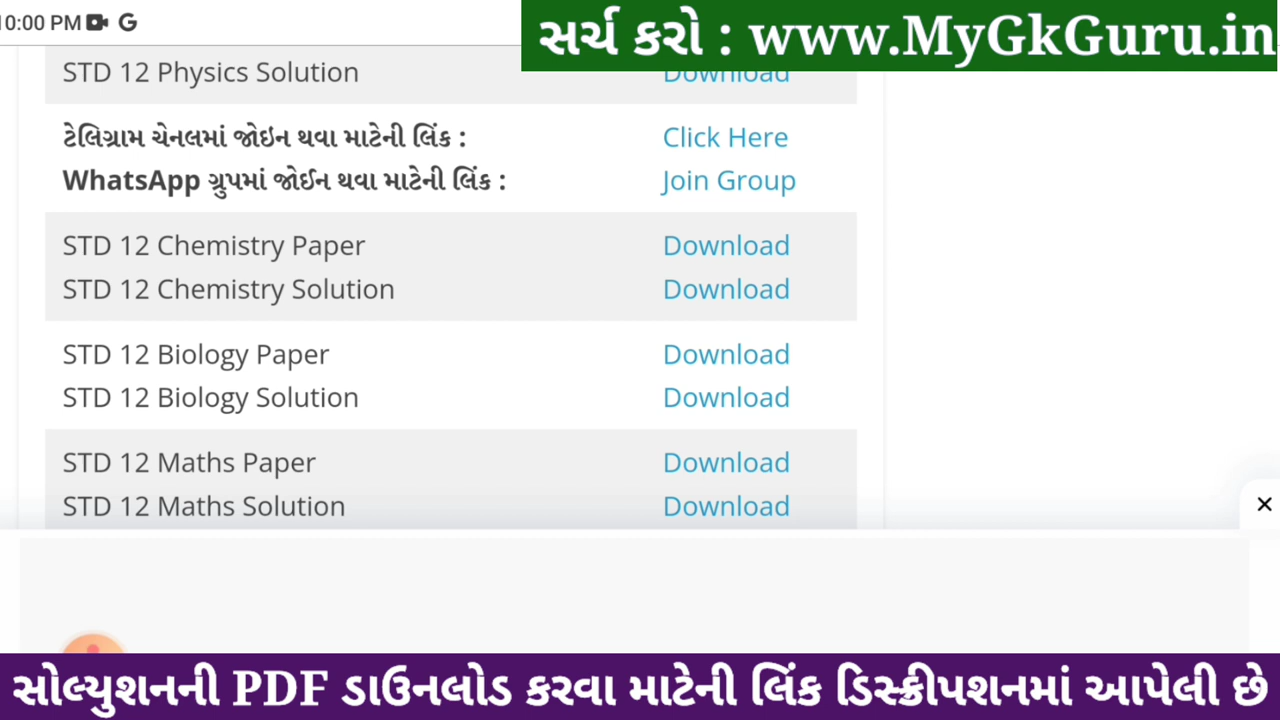 10:00 PM G
સર્ચ કરો : www.MyGkGuru.in
STD 12 Physics Solution Download
ટેલિગ્રામ ચેનલમાં જોઇન થવા માટેની લિંક : Click Here
WhatsApp ગ્રુપમાં જોઈન થવા માટેની લિંક : Join Group
STD 12 Chemistry Paper Download
STD 12 Chemistry Solution Download
STD 12 Biology Paper Download
STD 12 Biology Solution Download
STD 12 Maths Paper Download
STD 12 Maths Solution Download
સોલ્યુશનની PDF ડાઉનલોડ કરવા માટેની લિંક ડિસ્ક્રીપશનમાં આપેલી છે